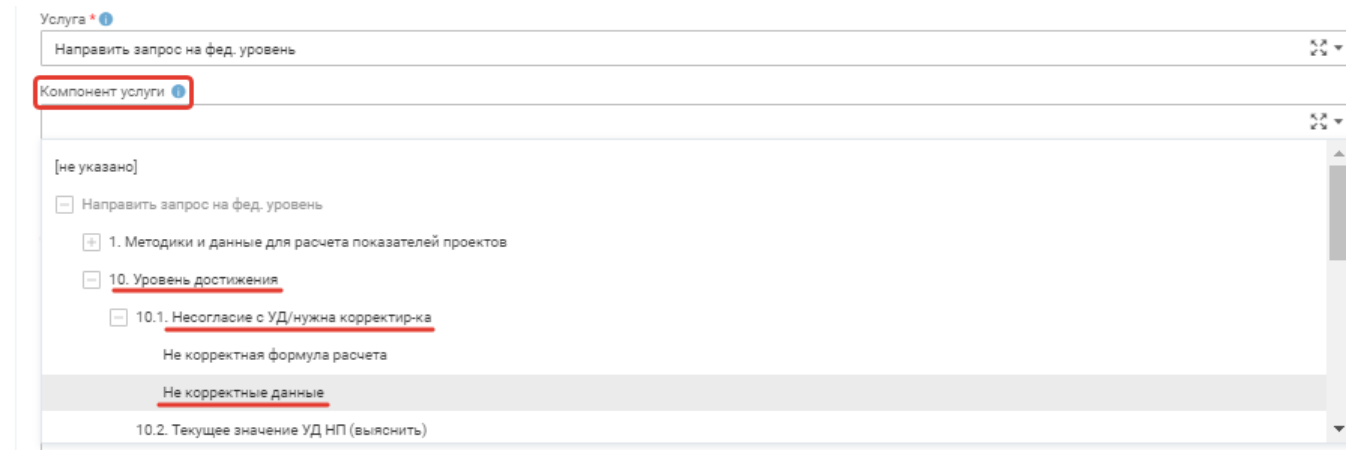 Услуга *
Направить запрос на фед. уровень
Компонент услуги
[не указано]
Направить запрос на фед. уровень
1. Методики и данные для расчета показателей проектов
10. Уровень достижения
10.1. Несогласие с УД/нужна корректир-ка
Не корректная формула расчета
Не корректные данные
10.2. Текущее значение УД НП (выяснить)